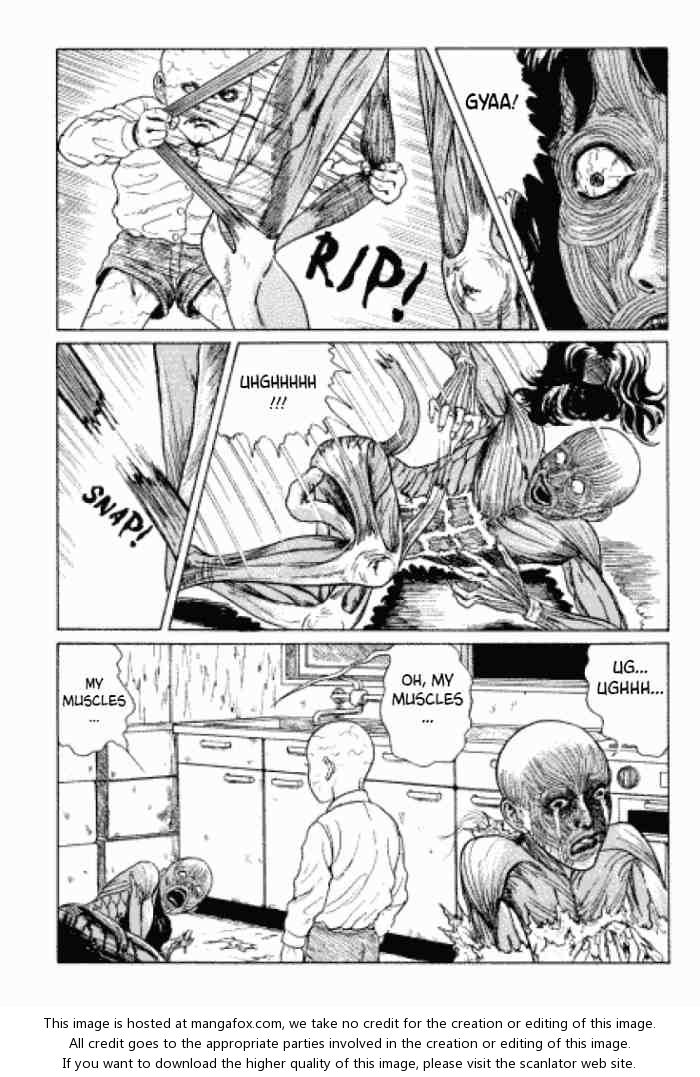 RIP!
GYAA!
SNAP!
UHGHHHHH
!!!
MY
MUSCLES
...
OH, MY
MUSCLES
...
UG...
UGHHH...
This image is hosted at mangafox.com, we take no credit for the creation or editing of this image.
All credit goes to the appropriate parties involved in the creation or editing of this image.
If you want to download the higher quality of this image, please visit the scanlator web site.